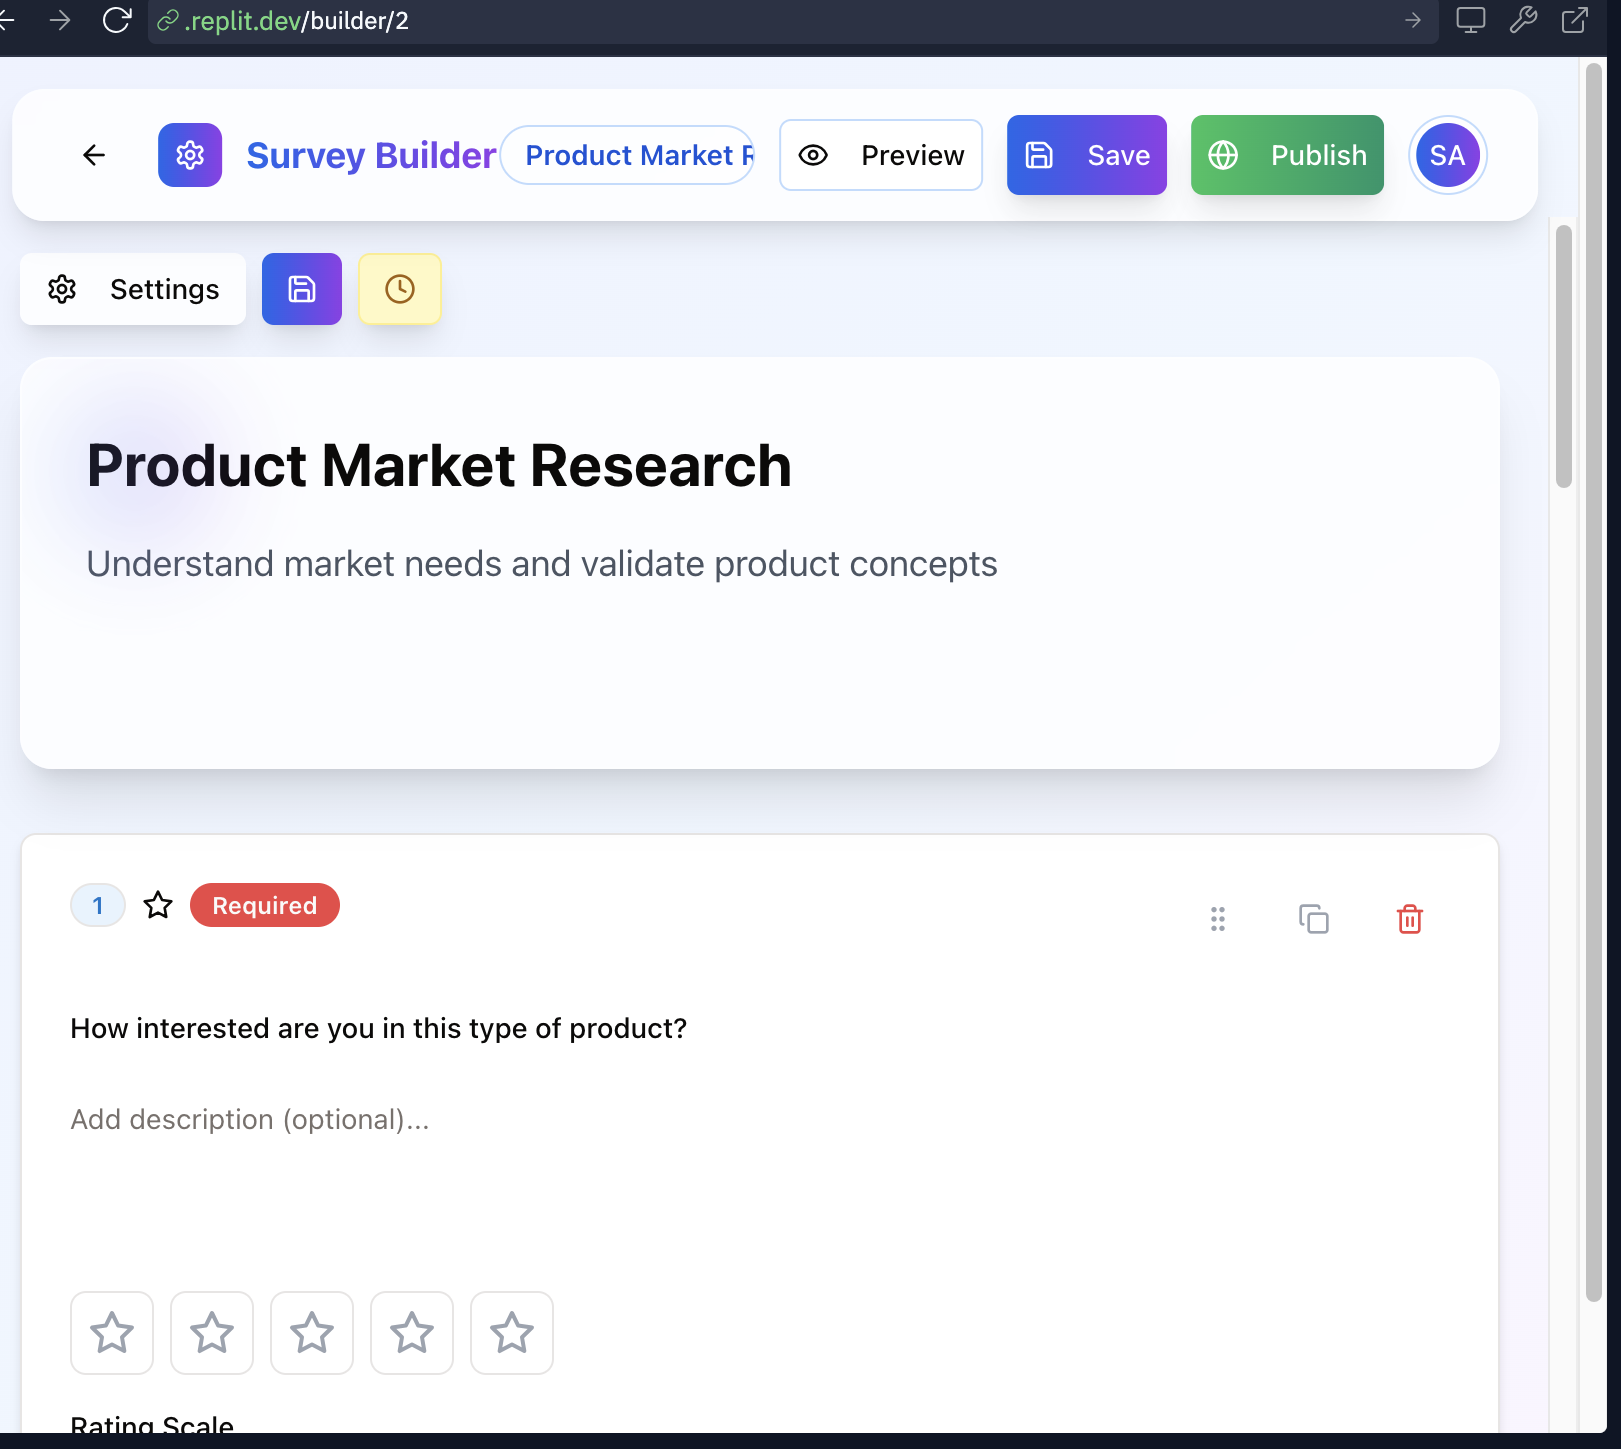 .replit.dev/builder/2
Survey Builder
Product Market R
Preview
Save
Publish
SA
Settings
Product Market Research
Understand market needs and validate product concepts
1
Required
How interested are you in this type of product?
Add description (optional)...
Rating Scale